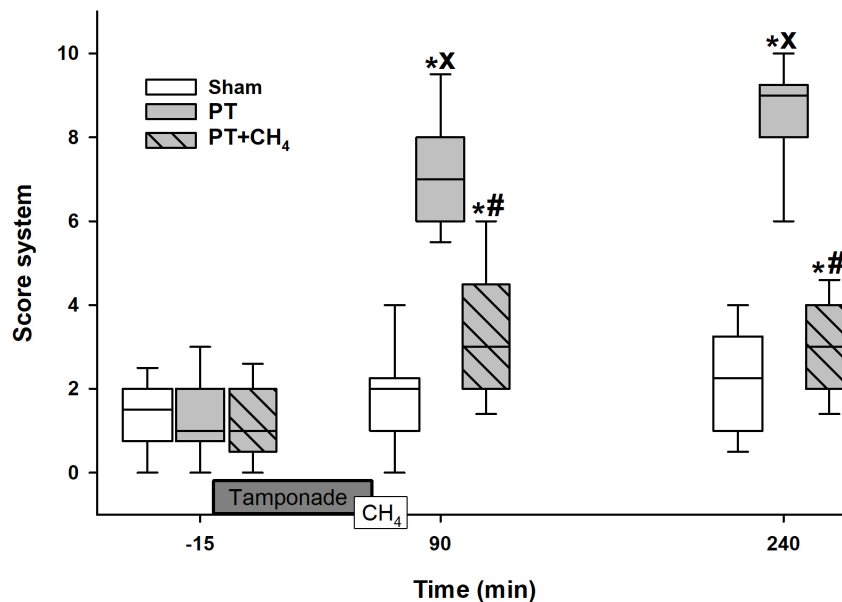 10
8
6
4
2
0
Score system
Sham
PT
PT+CH₄
*x
*#
*x
*#
Tamponade
CH₄
-15
90
240
Time (min)